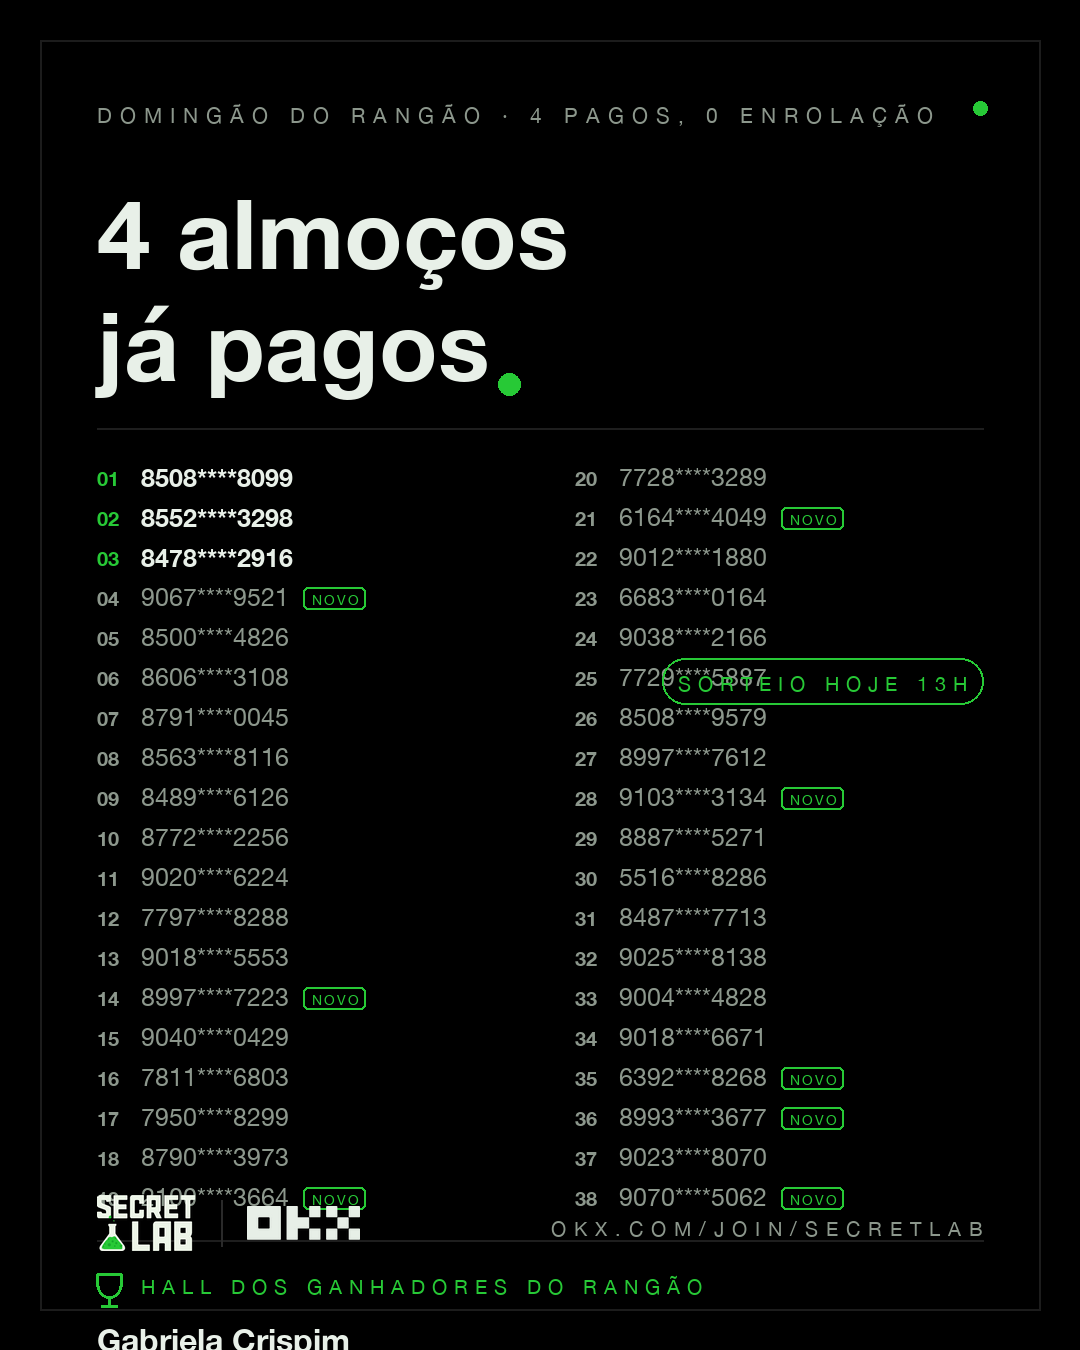 DOMINGÃO DO RANGÃO · 4 PAGOS, 0 ENROLAÇÃO
4 almoços
já pagos.
01 8508****8099
02 8552****3298
03 8478****2916
04 9067****9521 NOVO
05 8500****4826
06 8606****3108
07 8791****0045
08 8563****8116
09 8489****6126
10 8772****2256
11 9020****6224
12 7797****8288
13 9018****5553
14 8997****7223 NOVO
15 9040****0429
16 7811****6803
17 7950****8299
18 8790****3973
****3664 NOVO
20 7728****3289
21 6164****4049 NOVO
22 9012****1880
23 6683****0164
24 9038****2166
25 7729****5887
SORTEIO HOJE 13H
26 8508****9579
27 8997****7612
28 9103****3134 NOVO
29 8887****5271
30 5516****8286
31 8487****7713
32 9025****8138
33 9004****4828
34 9018****6671
35 6392****8268 NOVO
36 8993****3677 NOVO
37 9023****8070
38 9070****5062 NOVO
SECRET
LAB
OKX
OKX.COM/JOIN/SECRETLAB
HALL DOS GANHADORES DO RANGÃO
Gabriela Crispim